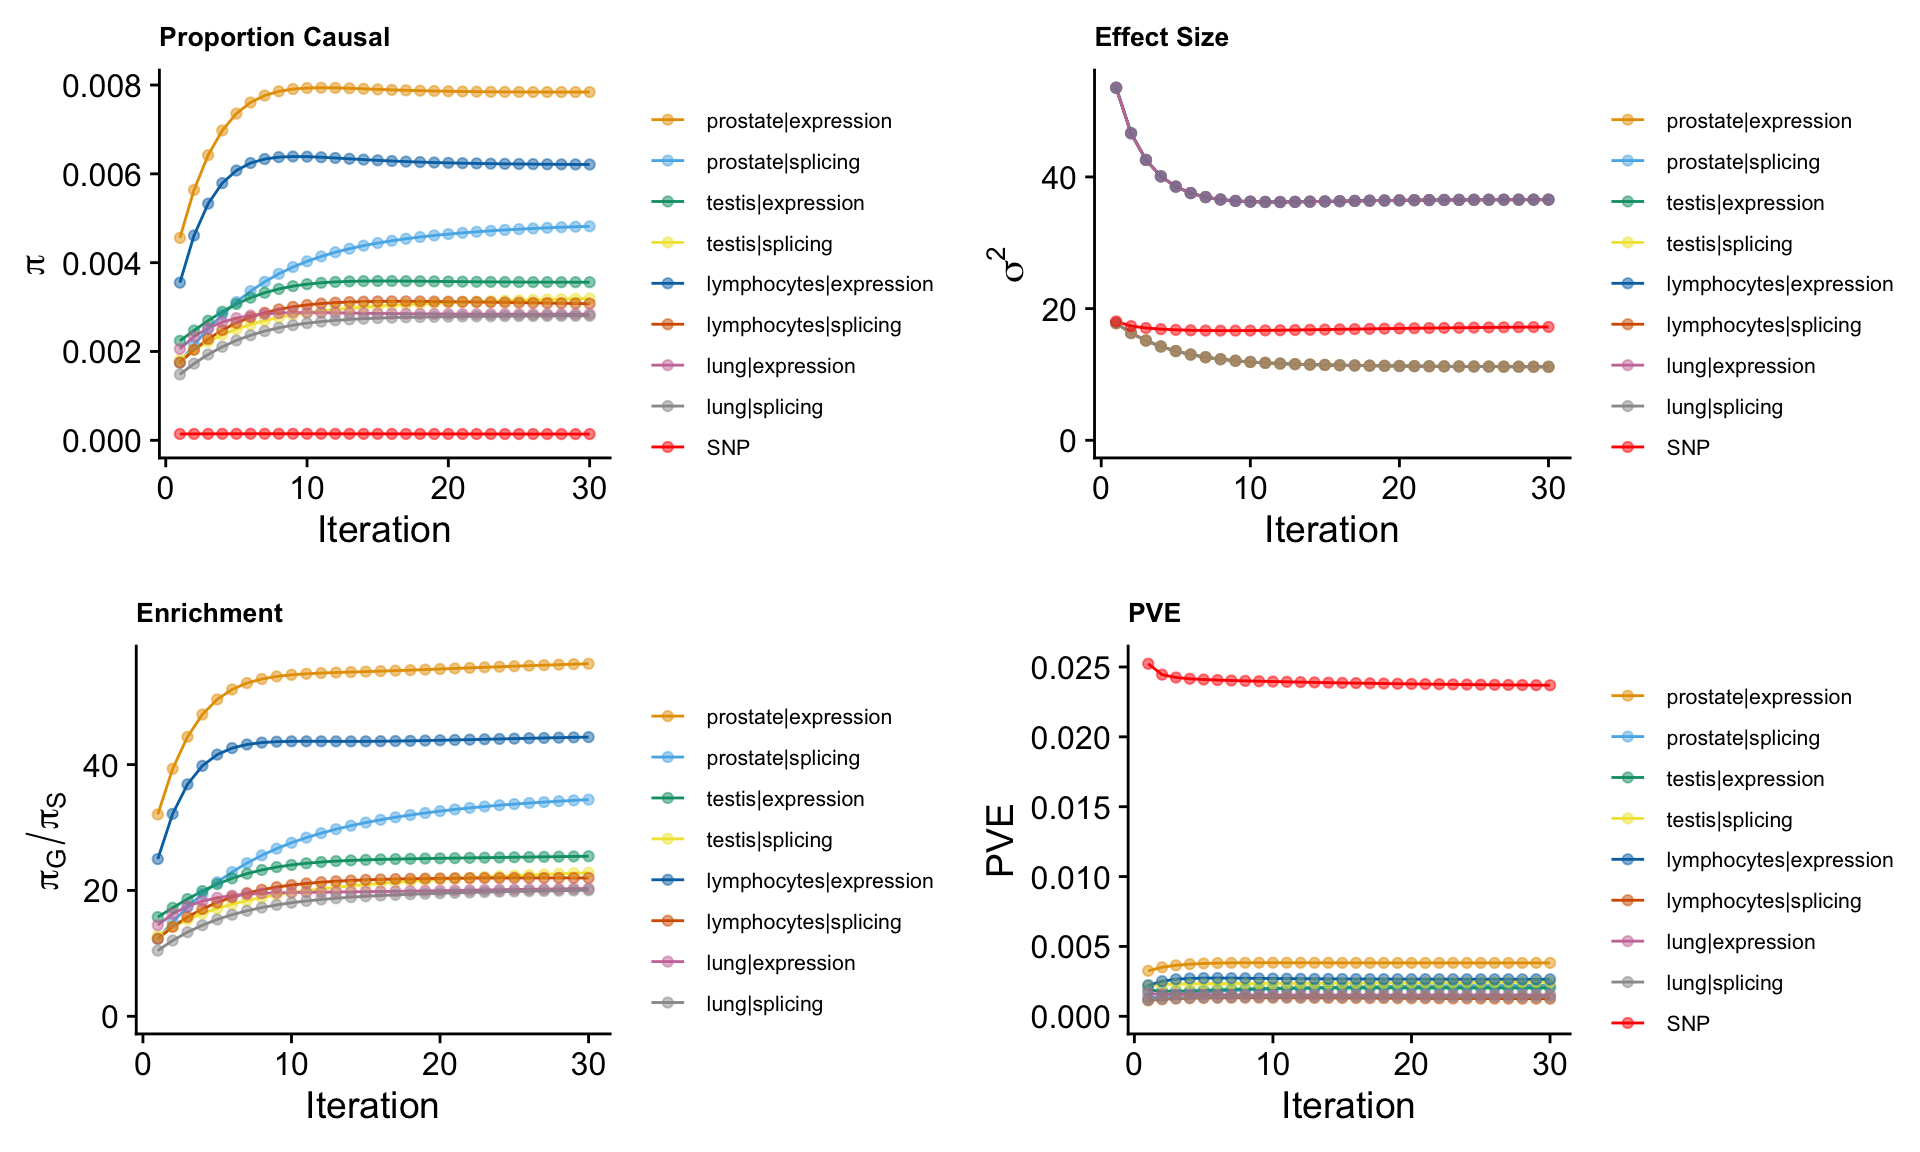 Proportion Causal
π
0.008
0.006
0.004
0.002
0.000
0
10
20
30
Iteration
prostate|expression
prostate|splicing
testis|expression
testis|splicing
lymphocytes|expression
lymphocytes|splicing
lung|expression
lung|splicing
SNP
Effect Size
σ²
40
20
0
0
10
20
30
Iteration
prostate|expression
prostate|splicing
testis|expression
testis|splicing
lymphocytes|expression
lymphocytes|splicing
lung|expression
lung|splicing
SNP
Enrichment
πG/πS
40
20
0
0
10
20
30
Iteration
prostate|expression
prostate|splicing
testis|expression
testis|splicing
lymphocytes|expression
lymphocytes|splicing
lung|expression
lung|splicing
PVE
PVE
0.025
0.020
0.015
0.010
0.005
0.000
0
10
20
30
Iteration
prostate|expression
prostate|splicing
testis|expression
testis|splicing
lymphocytes|expression
lymphocytes|splicing
lung|expression
lung|splicing
SNP